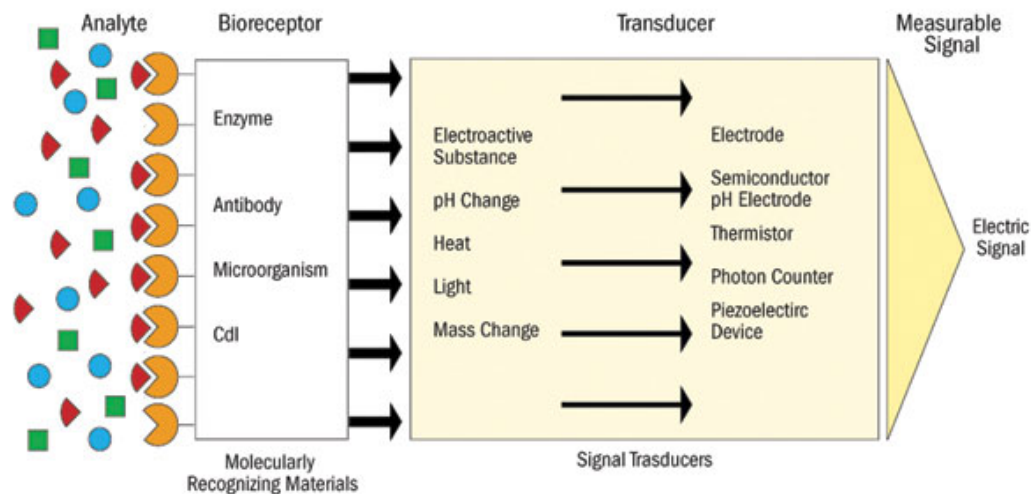 Analyte
Bioreceptor
Transducer
Measurable
Signal
Enzyme
Antibody
Microorganism
Cdl
Electroactive
Substance
pH Change
Heat
Light
Mass Change
Electrode
Semiconductor
pH Electrode
Thermistor
Photon Counter
Piezoelectirc
Device
Electric
Signal
Molecularly
Recognizing Materials
Signal Trasducers